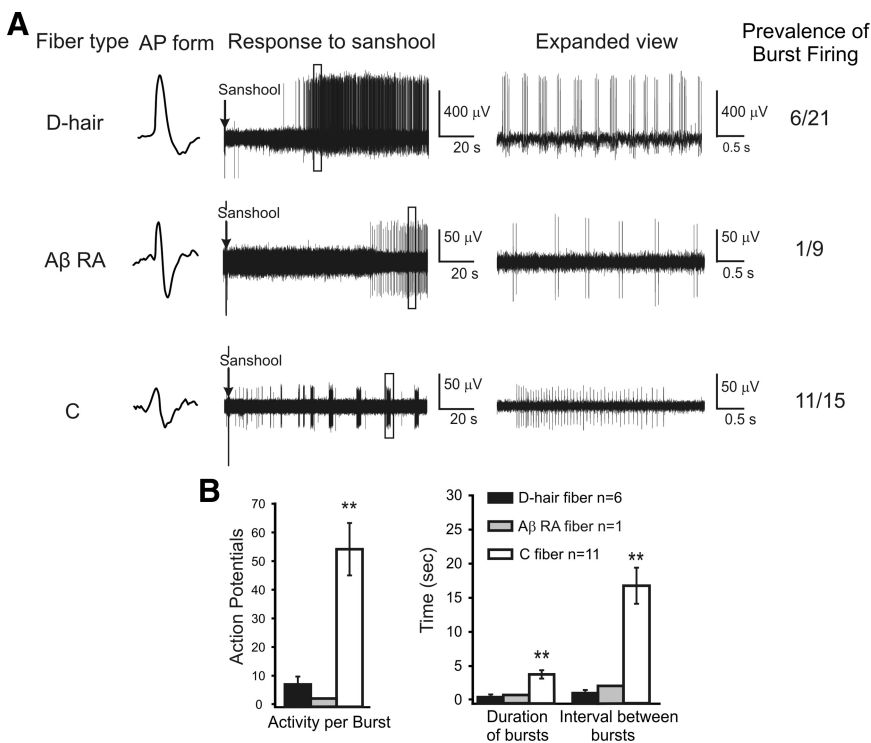 A
Fiber type AP form Response to sanshool Expanded view Prevalence of
Burst Firing
D-hair
Sanshool
400 µV
20 s
400 µV
0.5 s
6/21
Aβ RA
Sanshool
50 µV
20 s
50 µV
0.5 s
1/9
C
Sanshool
50 µV
20 s
50 µV
0.5 s
11/15
B
Action Potentials
70
60
50
40
30
20
10
0
**
Activity per Burst
Time (sec)
30
25
20
15
10
5
0
D-hair fiber n=6
Aβ RA fiber n=1
C fiber n=11
**
**
Duration
of bursts
Interval between
bursts